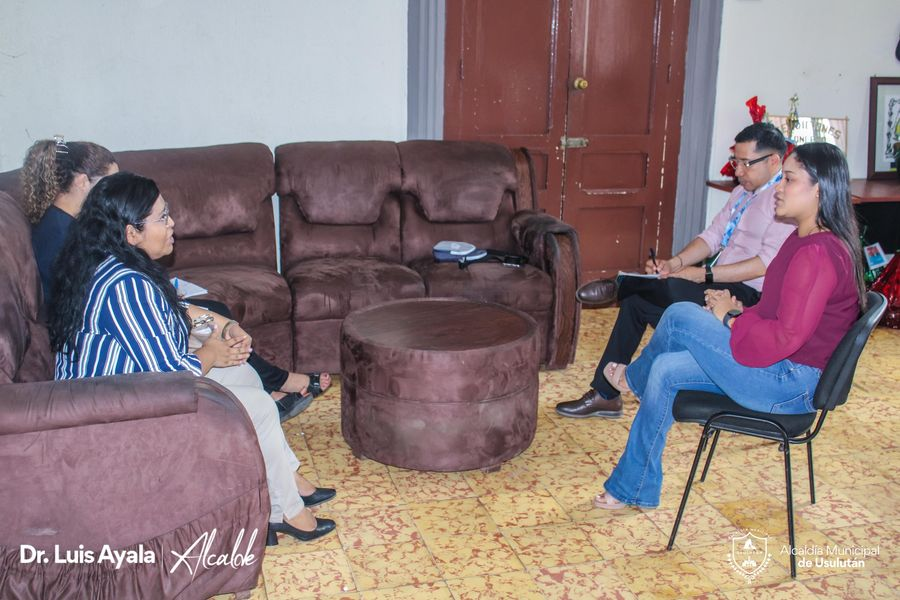 Dr. Luis Ayala Alcalde
Alcaldía Municipal
de Usulután